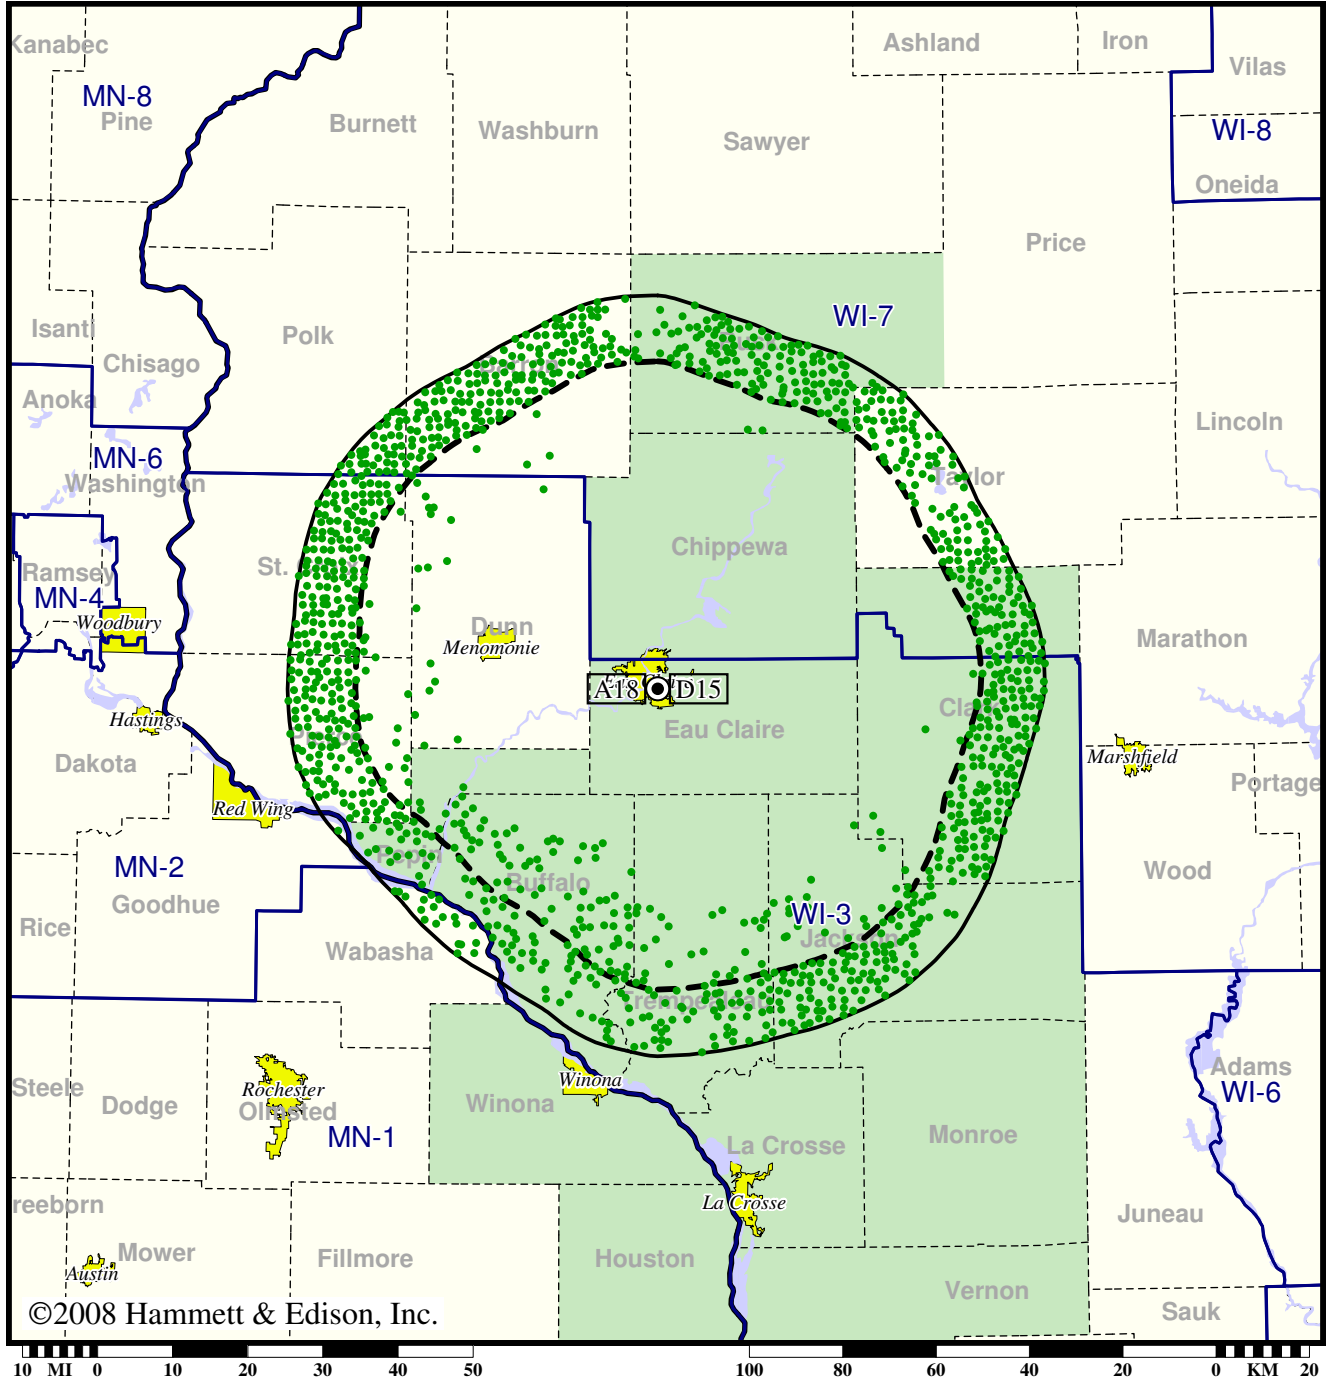 Kanabec
Ashland
Iron
Vilas
MN-8
Pine
Burnett
Washburn
Sawyer
WI-8
Oneida
Price
Isanti
Chisago
Polk
WI-7
Anoka
Barron
Lincoln
MN-6
Washington
Taylor
Chippewa
Ramsey
MN-4
Woodbury
St.
Dunn
Menomonie
Marathon
A18
D15
Hastings
Eau Claire
Dakota
Marshfield
Portage
Red Wing
MN-2
Goodhue
Pepin
Buffalo
Wood
Rice
Wabasha
WI-3
Jackson
Trempealeau
Steele
Dodge
Rochester
Olmsted
Winona
Winona
Adams
WI-6
MN-1
La Crosse
Monroe
La Crosse
reeborn
Mower
Austin
Fillmore
Houston
Juneau
Vernon
Sauk
©2008 Hammett & Edison, Inc.
10 MI 0 10 20 30 40 50 100 80 60 40 20 0 KM 20